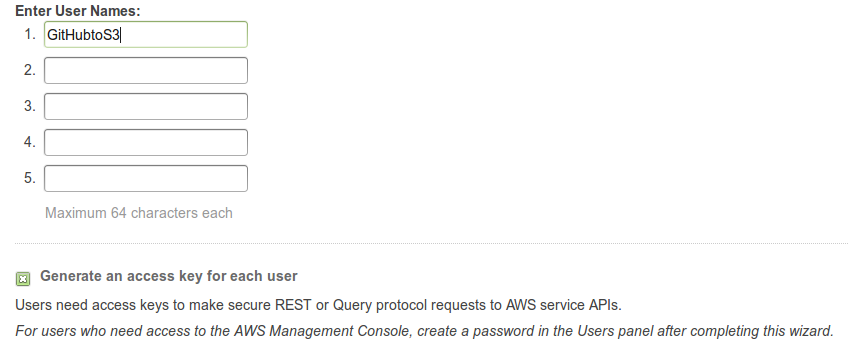 Enter User Names:
1. GitHubtoS3
2.
3.
4.
5.
Maximum 64 characters each
Generate an access key for each user
Users need access keys to make secure REST or Query protocol requests to AWS service APIs.
For users who need access to the AWS Management Console, create a password in the Users panel after completing this wizard.